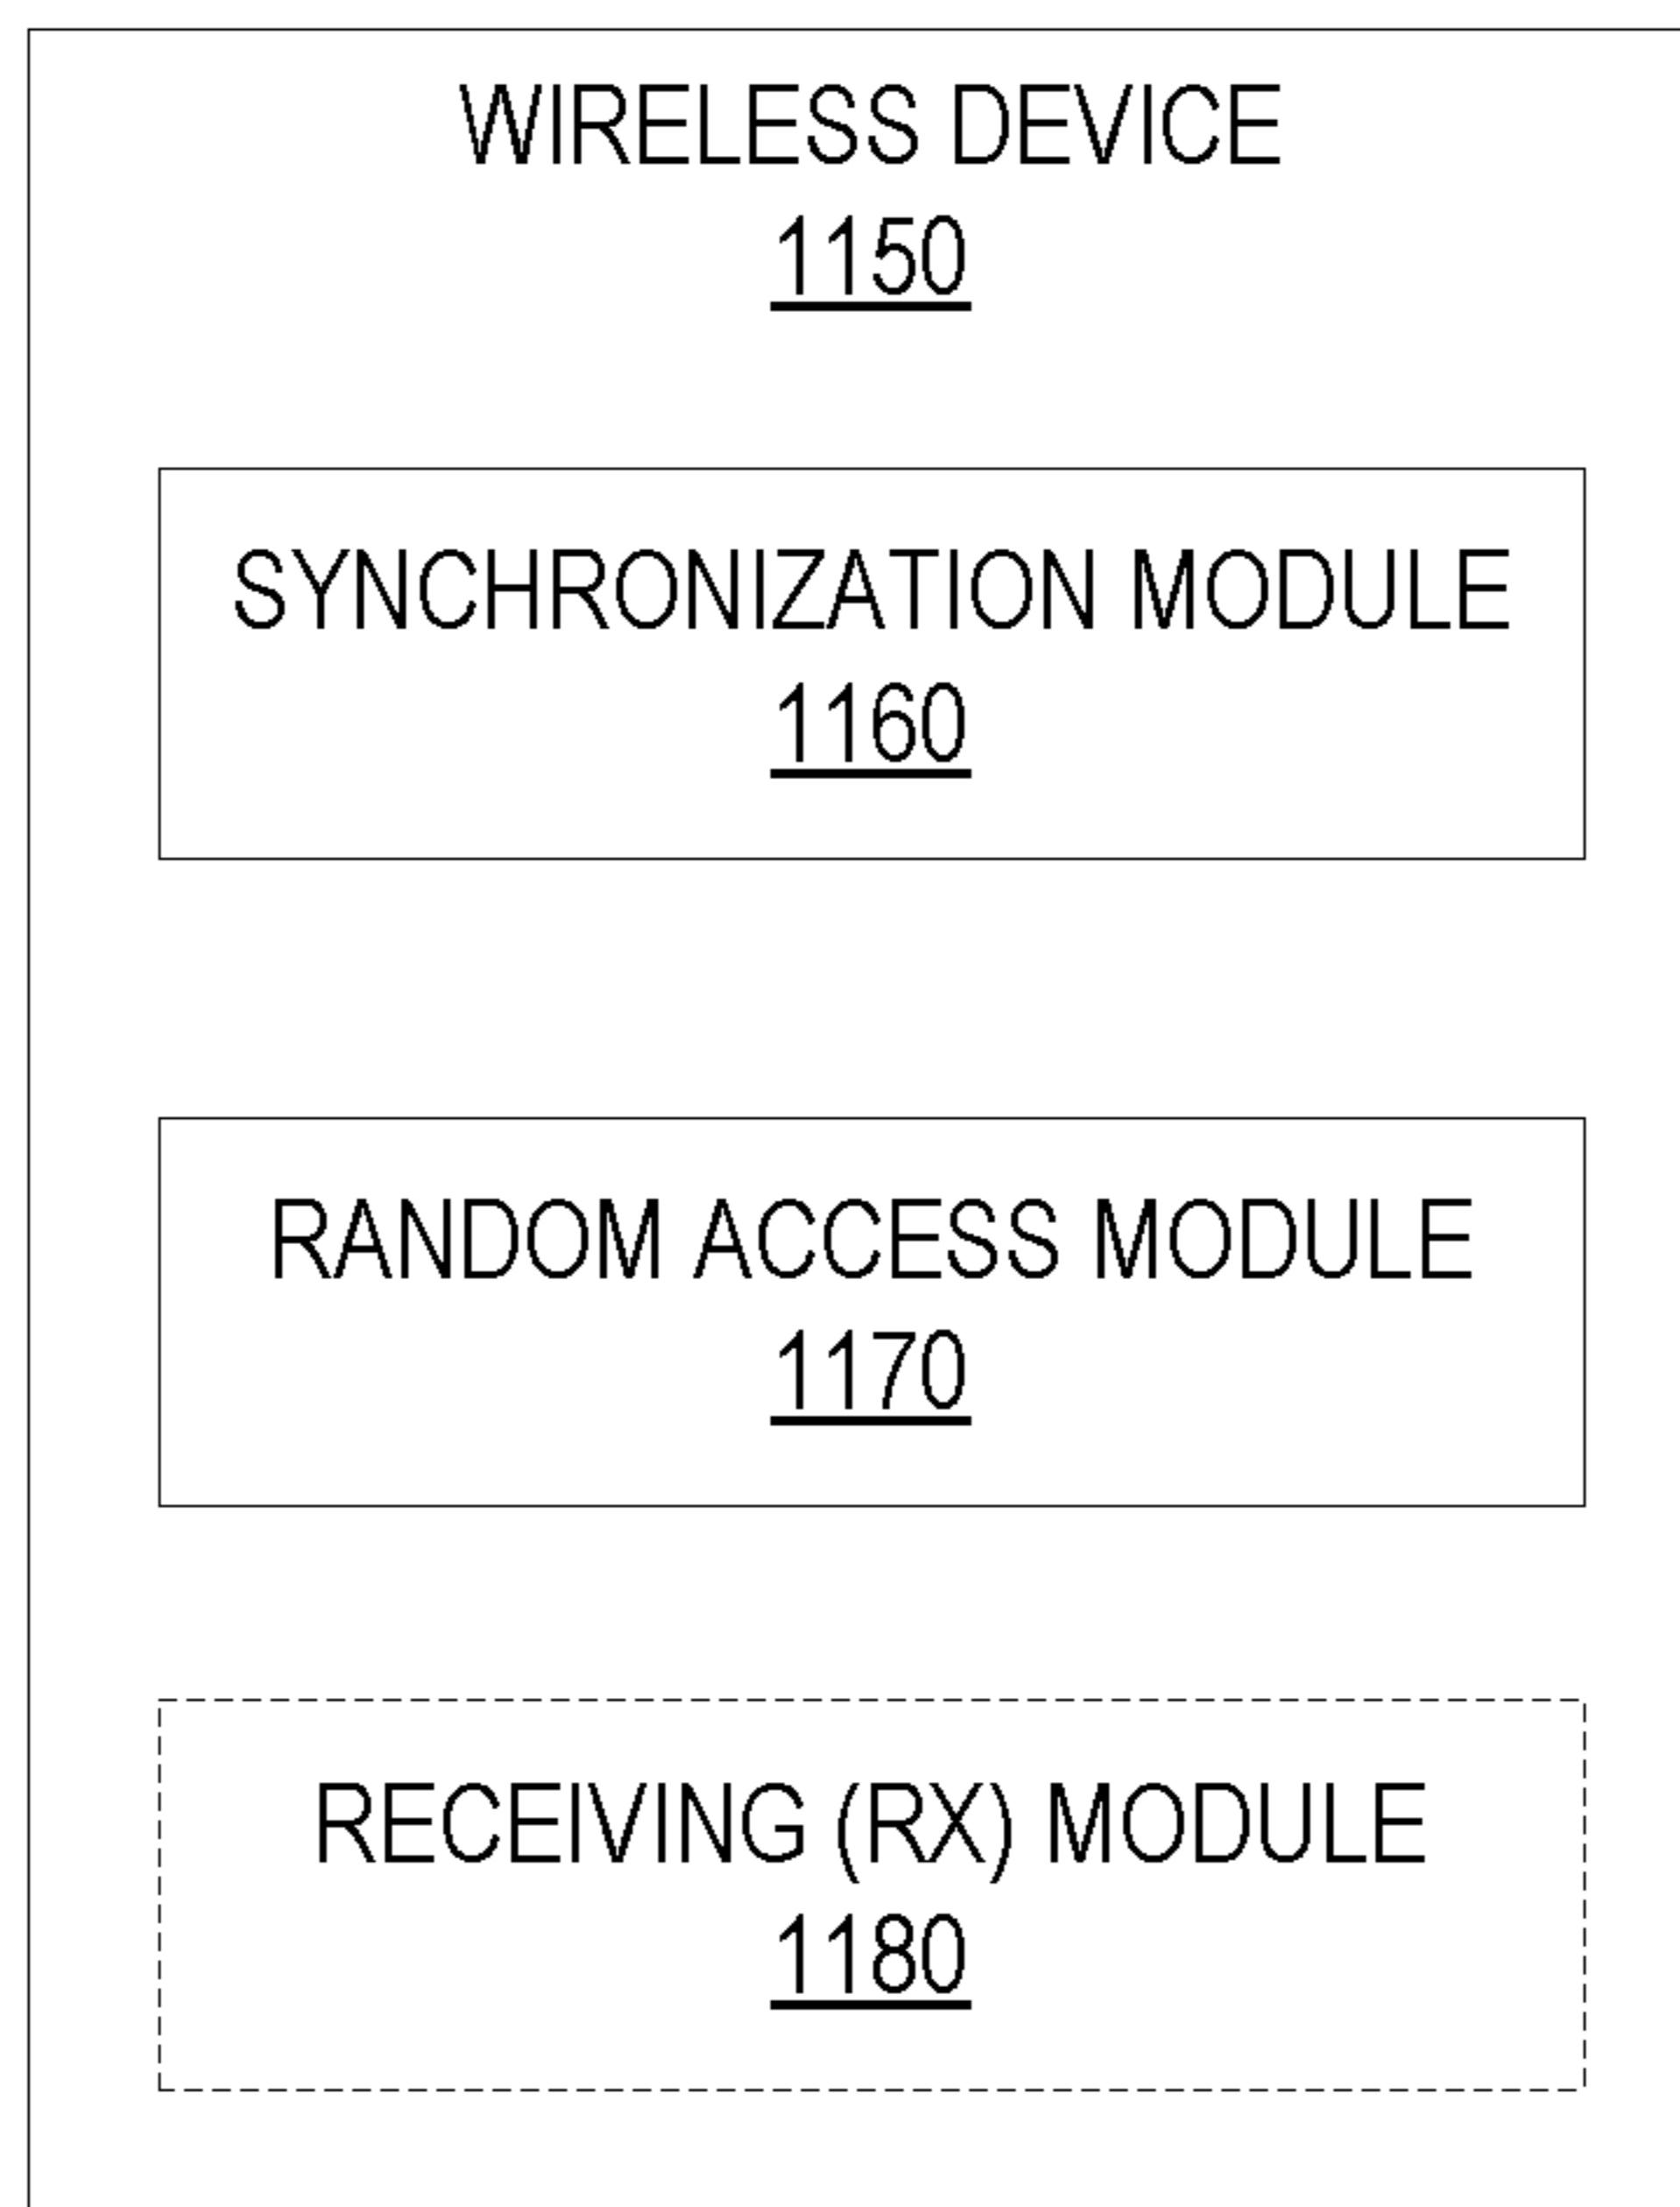 WIRELESS DEVICE
1150
SYNCHRONIZATION MODULE
1160
RANDOM ACCESS MODULE
1170
RECEIVING (RX) MODULE
1180